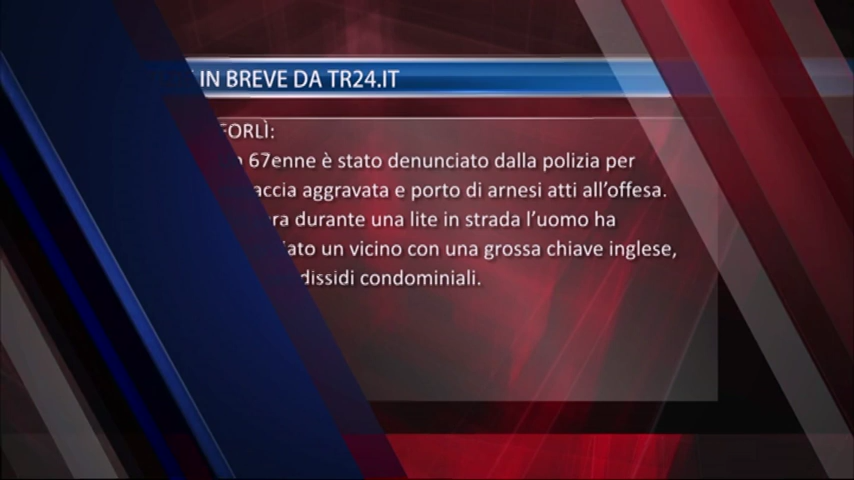 IN BREVE DA TR24.IT
FORLÌ:
67enne è stato denunciato dalla polizia per
aggravata e porto di arnesi atti all'offesa.
durante una lite in strada l'uomo ha
un vicino con una grossa chiave inglese,
dissidi condominiali.